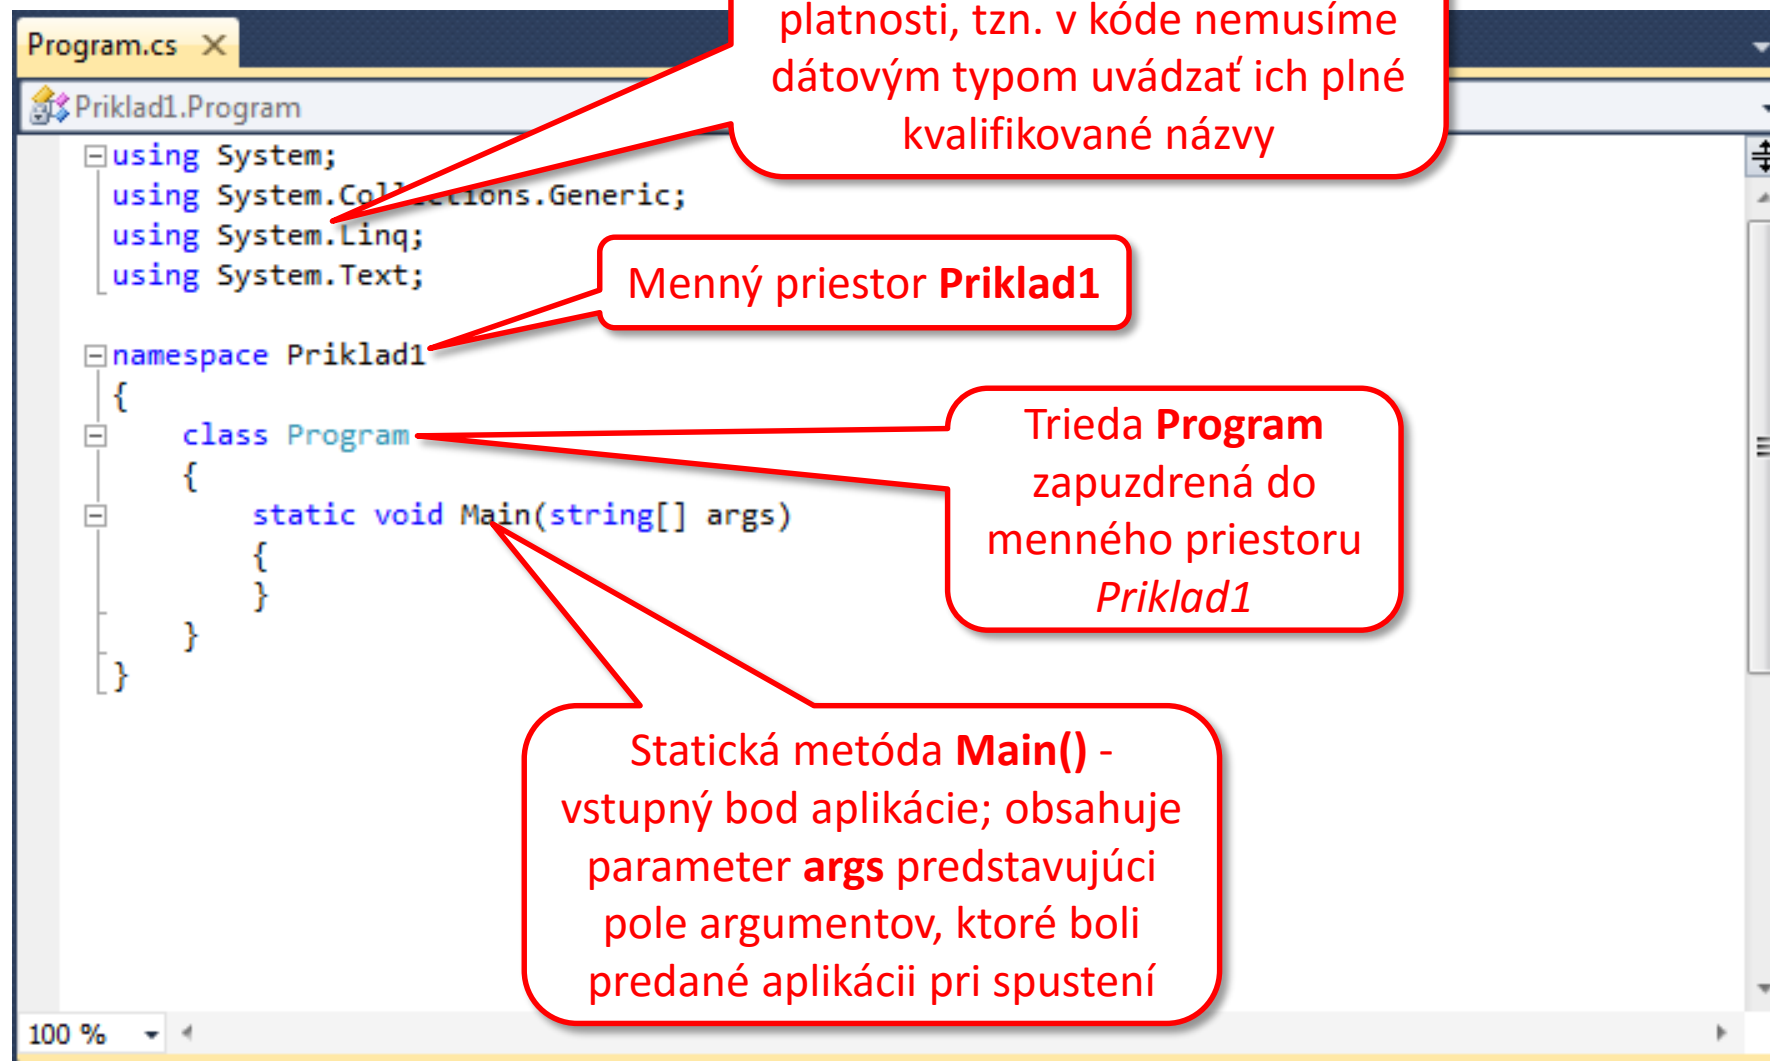 platnosti, tzn. v kóde nemusíme
dátovým typom uvádzať ich plné
kvalifikované názvy
Program.cs
Priklad1.Program
using System;
using System.Collections.Generic;
using System.Linq;
using System.Text;
Menný priestor Priklad1
namespace Priklad1
{
class Program
{
static void Main(string[] args)
{
}
}
}
Trieda Program
zapuzdrená do
menného priestoru
Priklad1
Statická metóda Main() -
vstupný bod aplikácie; obsahuje
parameter args predstavujúci
pole argumentov, ktoré boli
predané aplikácii pri spustení
100 %